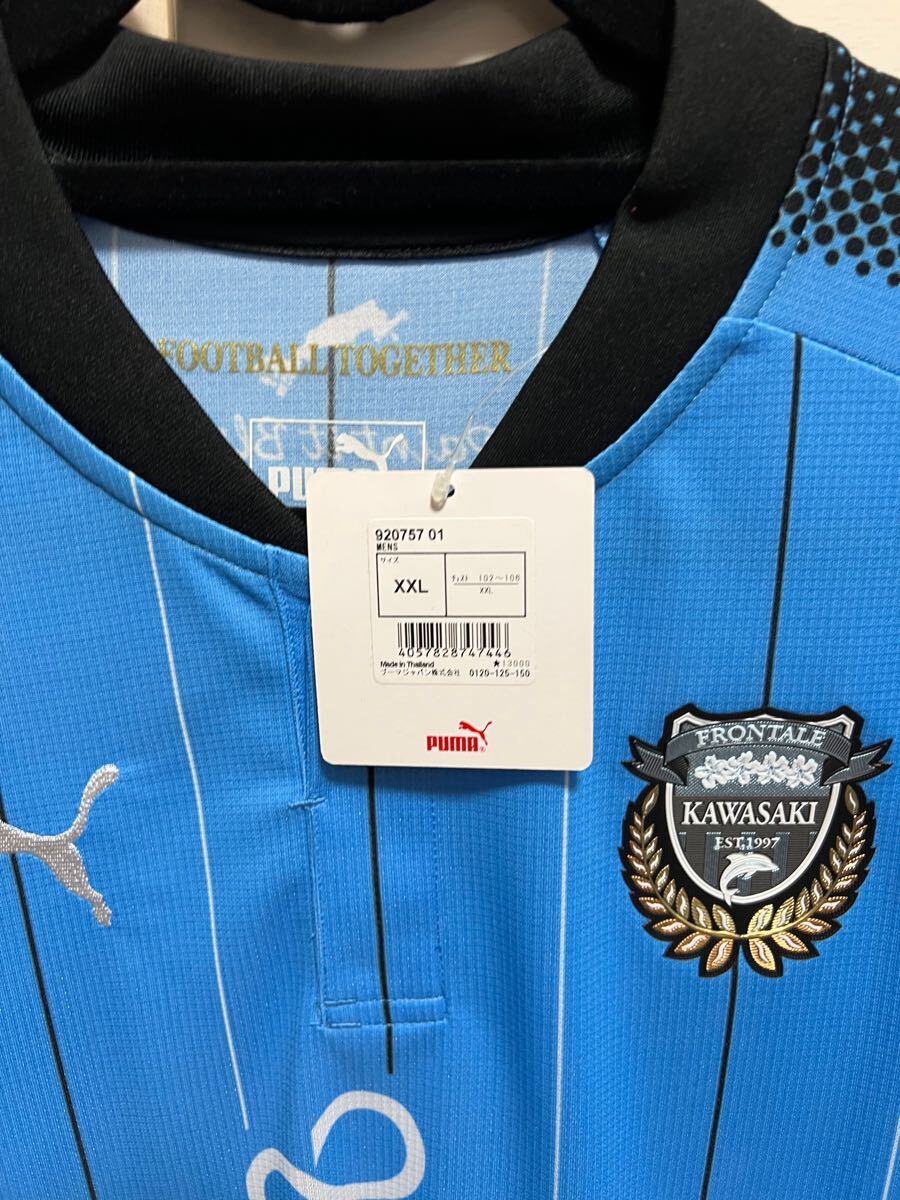 FOOTBALL TOGETHER
PUMA
920757 01
MENS
サイズ
XXL
チェスト 102〜106
XXL
4057828747446
Made in Thailand ★13000
プーマジャパン株式会社 0120-125-150
PUMA
FRONTALE
KAWASAKI
EST.1997